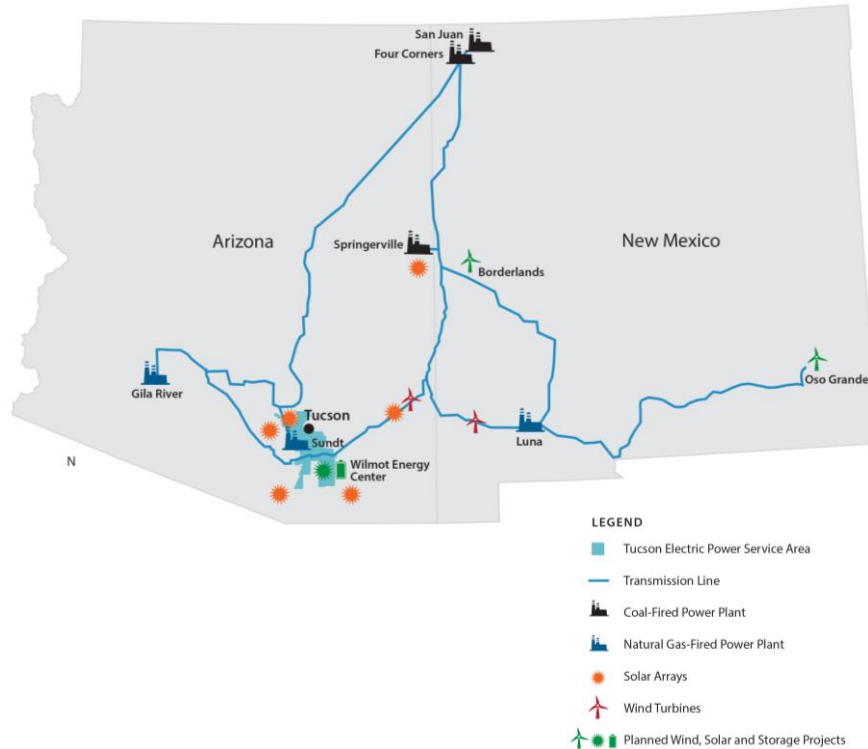 San Juan
Four Corners
Arizona
Springerville
New Mexico
Borderlands
Gila River
Oso Grande
Tucson
Sundt
Luna
N
Wilmot Energy
Center
LEGEND
Tucson Electric Power Service Area
Transmission Line
Coal-Fired Power Plant
Natural Gas-Fired Power Plant
Solar Arrays
Wind Turbines
Planned Wind, Solar and Storage Projects